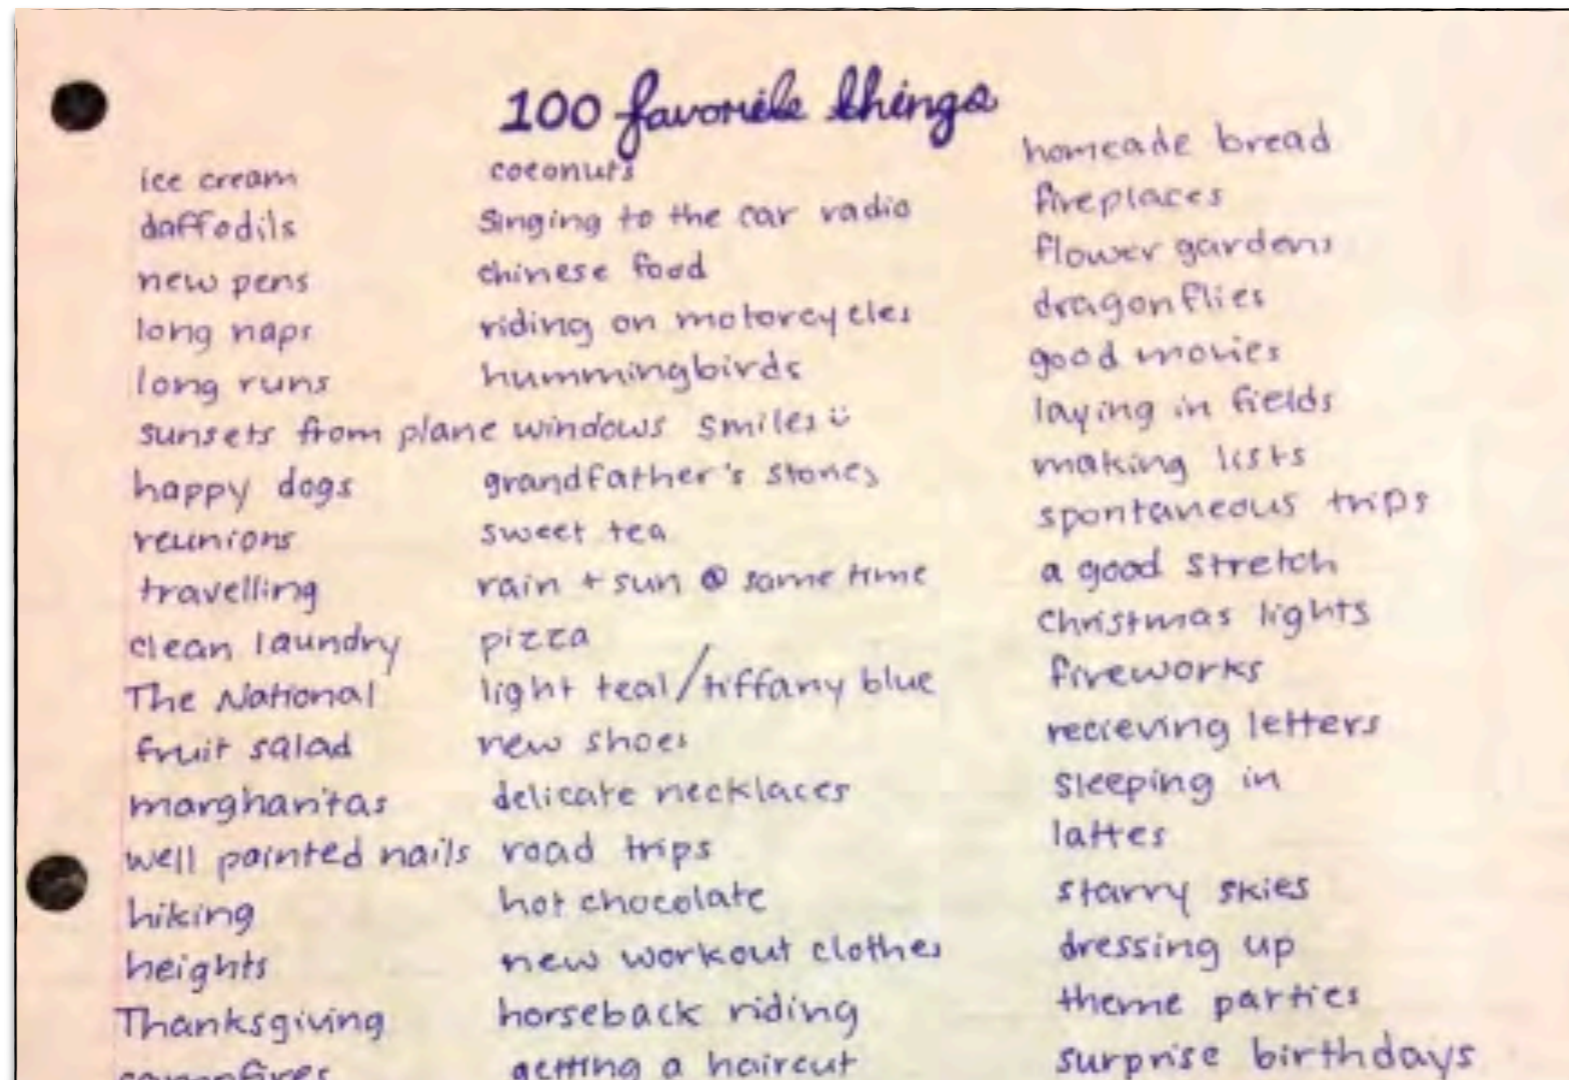 100 favorite things
ice cream
daffodils
new pens
long naps
long runs
sunsets from plane windows
happy dogs
reunions
travelling
clean laundry
The National
fruit salad
margharitas
well painted nails
hiking
heights
Thanksgiving
campfires
coconuts
singing to the car radio
chinese food
riding on motorcycles
hummingbirds
smiles ü
grandfather's stories
sweet tea
rain + sun @ same time
pizza
light teal/tiffany blue
new shoes
delicate necklaces
road trips
hot chocolate
new workout clothes
horseback riding
getting a haircut
homeade bread
fireplaces
flower gardens
dragonflies
good movies
laying in fields
making lists
spontaneous trips
a good stretch
Christmas lights
fireworks
recieving letters
sleeping in
lattes
starry skies
dressing up
theme parties
surprise birthdays